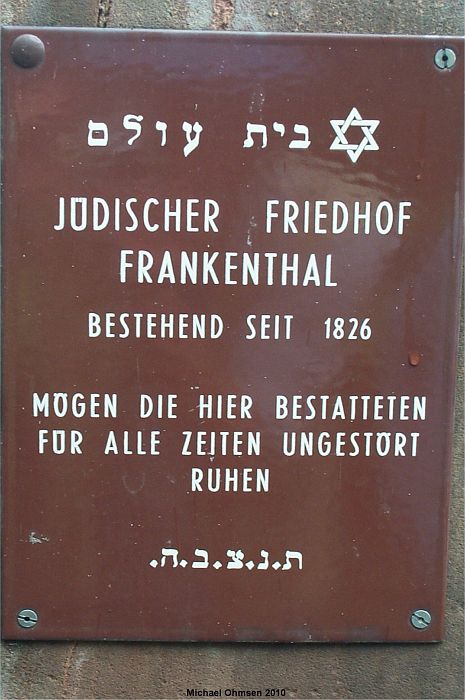 בית עולם
JÜDISCHER FRIEDHOF
FRANKENTHAL
BESTEHEND SEIT 1826
MÖGEN DIE HIER BESTATTETEN
FÜR ALLE ZEITEN UNGESTÖRT
RUHEN
ת.נ.צ.ב.ה.
Michael Ohmsen 2010